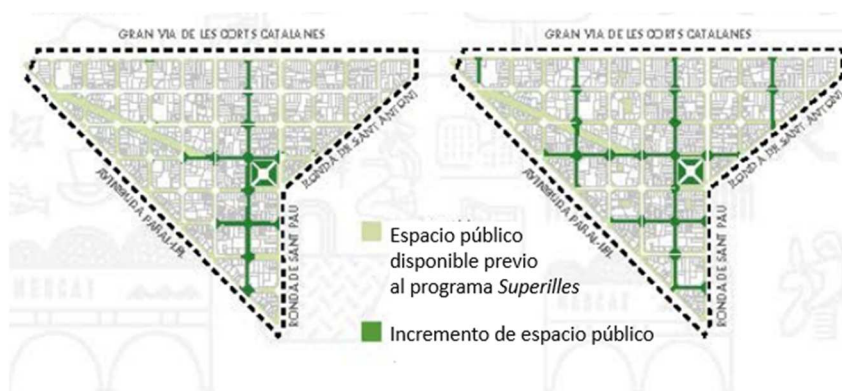 GRAN VIA DE LES CORTS CATALANES
GRAN VIA DE LES CORTS CATALANES
RONDA DE SANT ANTONI
RONDA DE SANT ANTONI
AVINGUDA PARAL·LEL
AVINGUDA PARAL·LEL
RONDA DE SANT PAU
RONDA DE SANT PAU
Espacio público
disponible previo
al programa Superilles
Incremento de espacio público
MERCAT